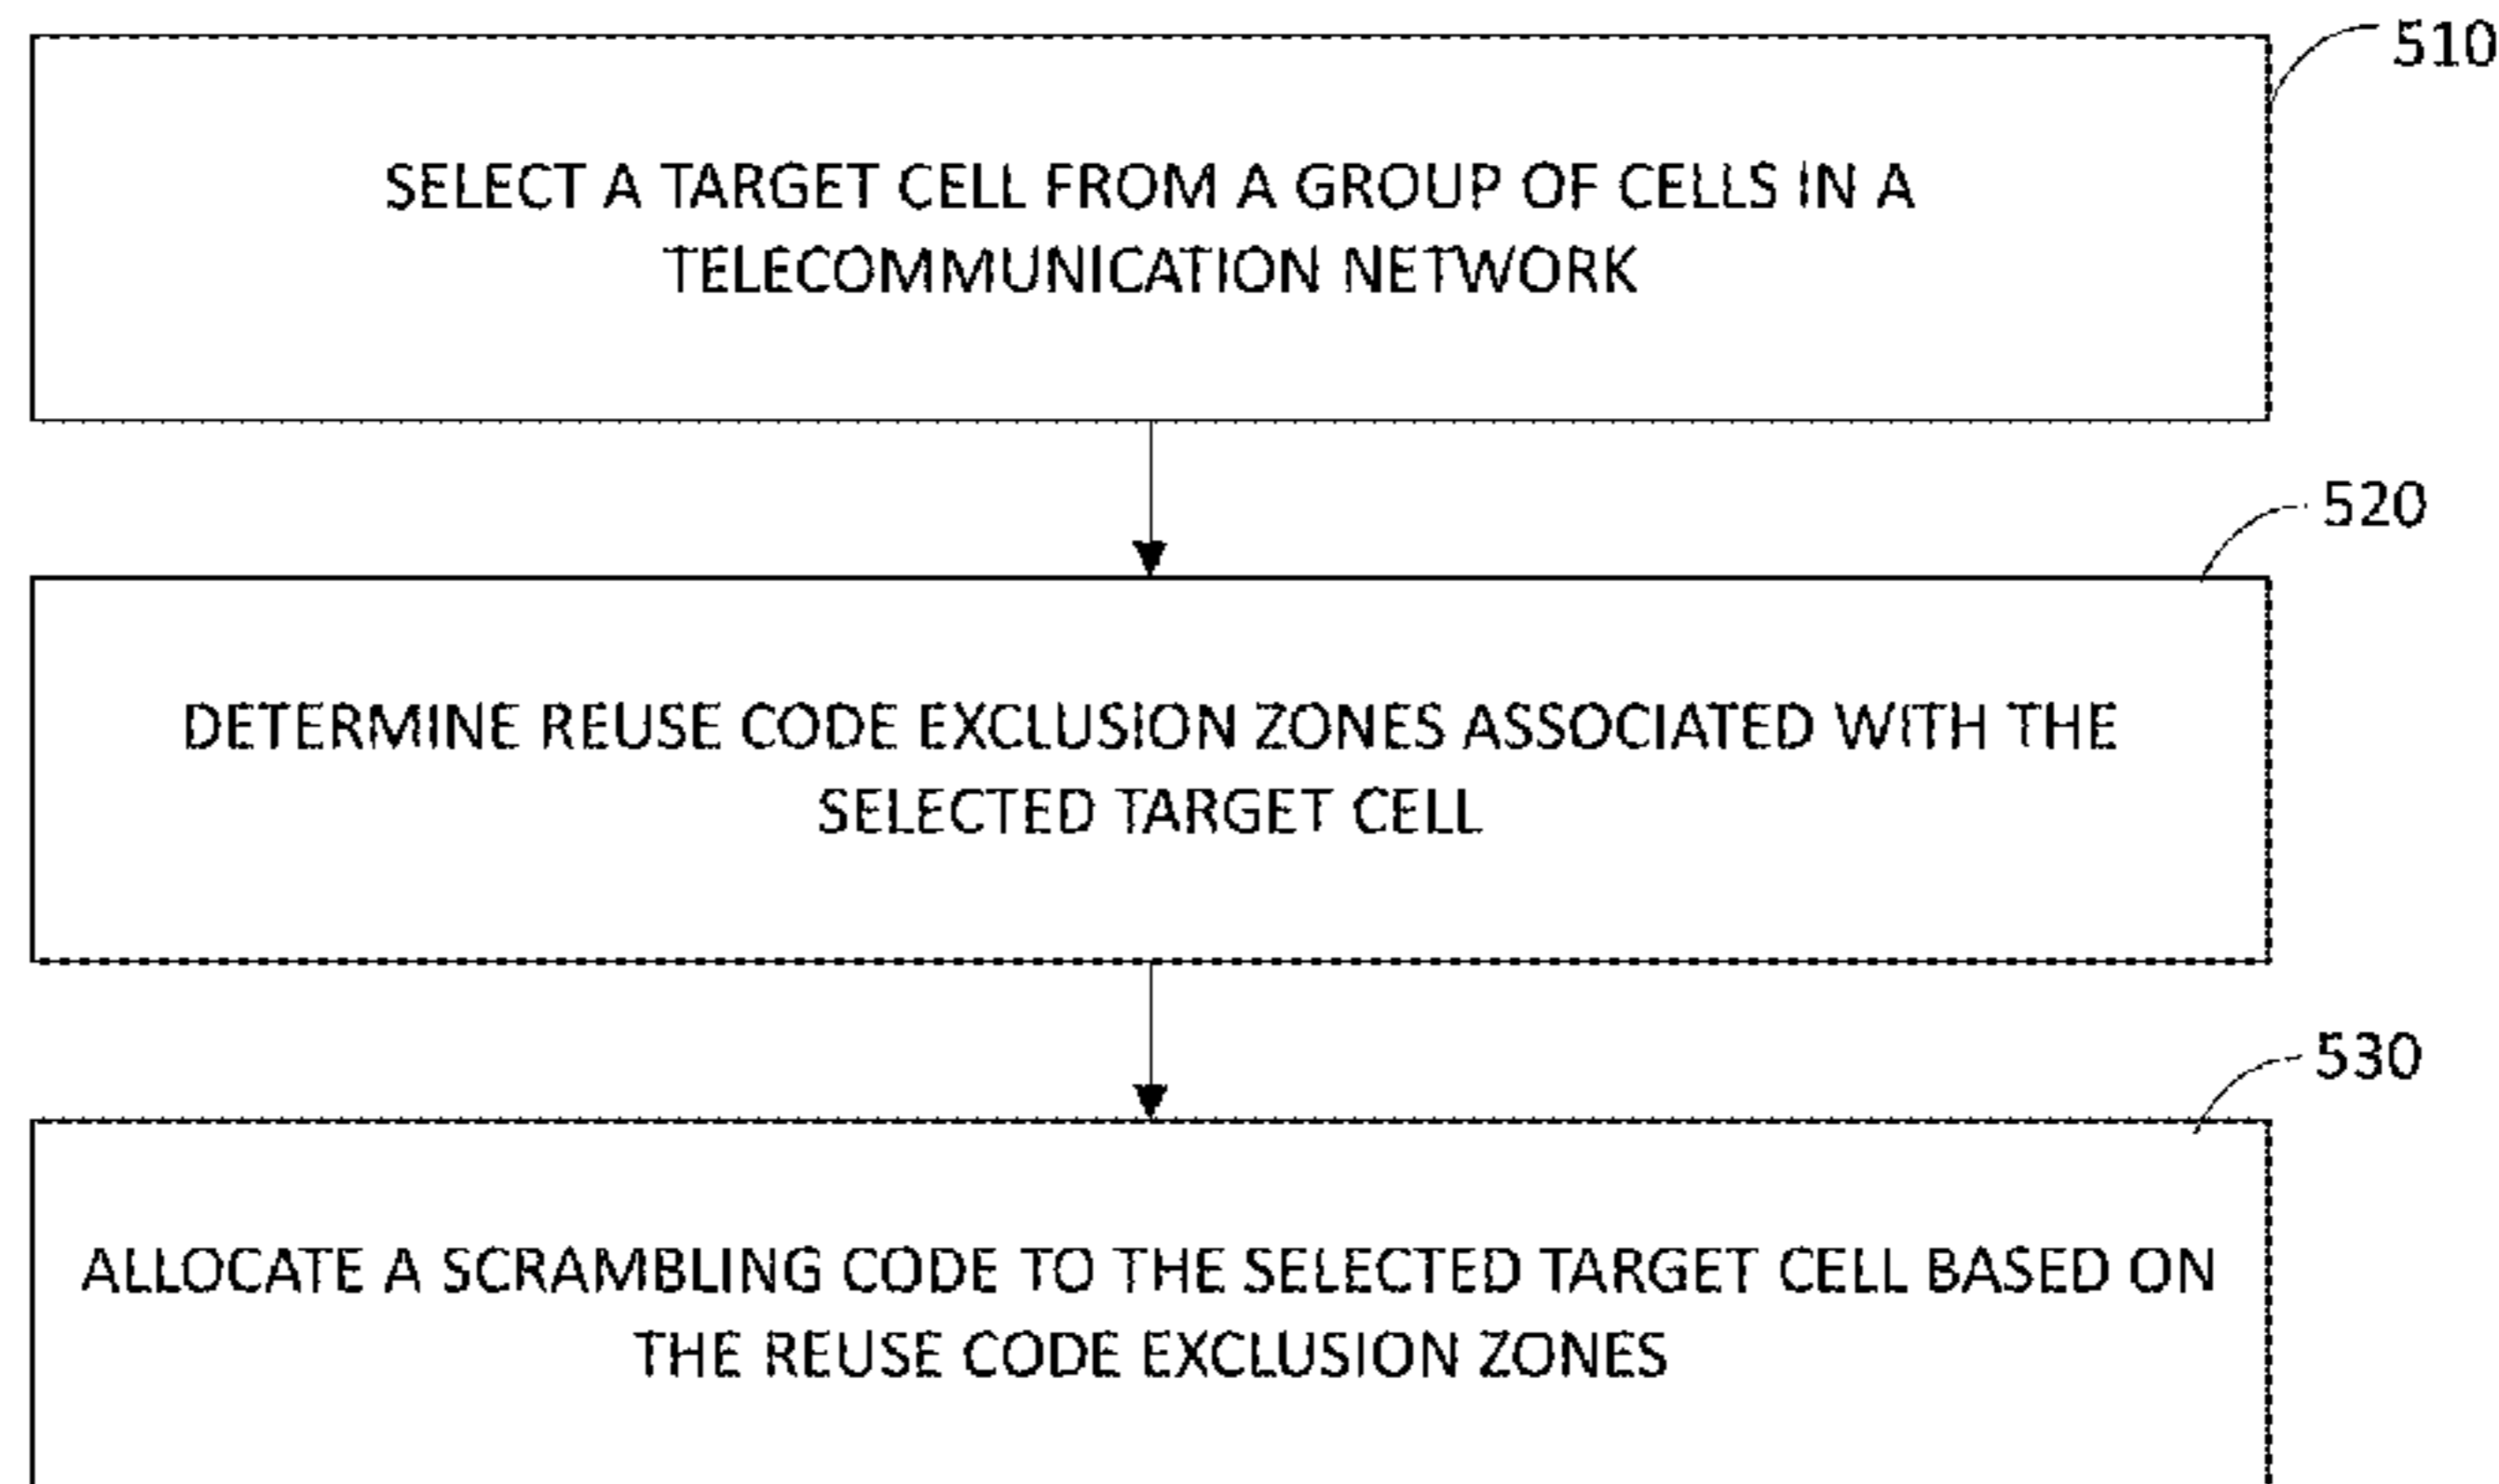 510
SELECT A TARGET CELL FROM A GROUP OF CELLS IN A
TELECOMMUNICATION NETWORK
520
DETERMINE REUSE CODE EXCLUSION ZONES ASSOCIATED WITH THE
SELECTED TARGET CELL
530
ALLOCATE A SCRAMBLING CODE TO THE SELECTED TARGET CELL BASED ON
THE REUSE CODE EXCLUSION ZONES